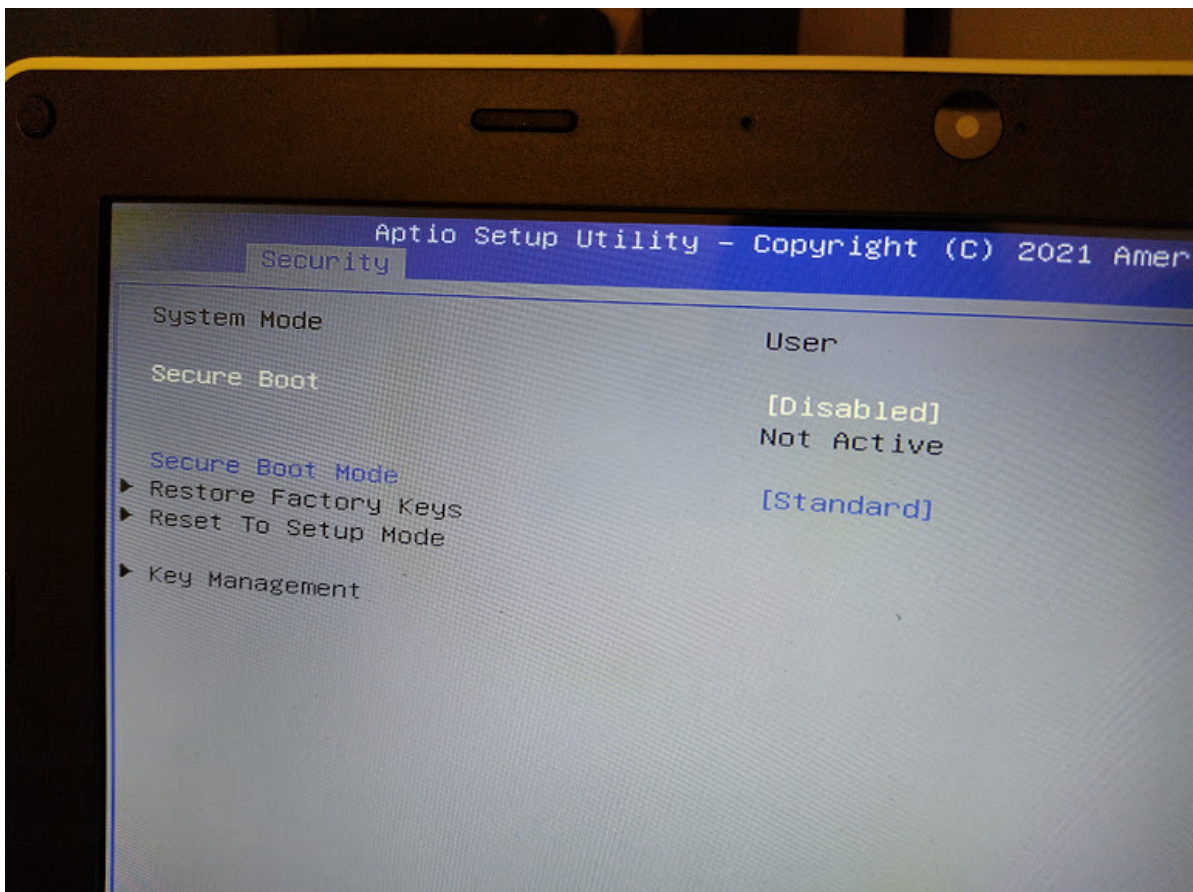 Aptio Setup Utility – Copyright (C) 2021 Amer
Security
System Mode User
Secure Boot [Disabled]
Not Active
Secure Boot Mode [Standard]
Restore Factory Keys
Reset To Setup Mode
Key Management